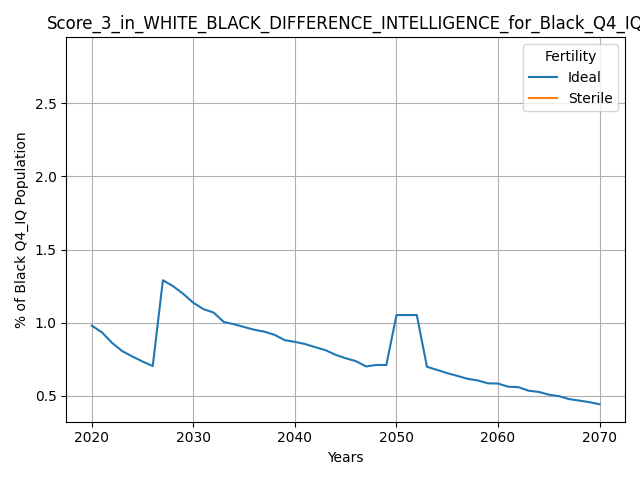 Score_3_in_WHITE_BLACK_DIFFERENCE_INTELLIGENCE_for_Black_Q4_IQ
Fertility
Ideal
Sterile
% of Black Q4_IQ Population
2.5
2.0
1.5
1.0
0.5
2020 2030 2040 2050 2060 2070
Years